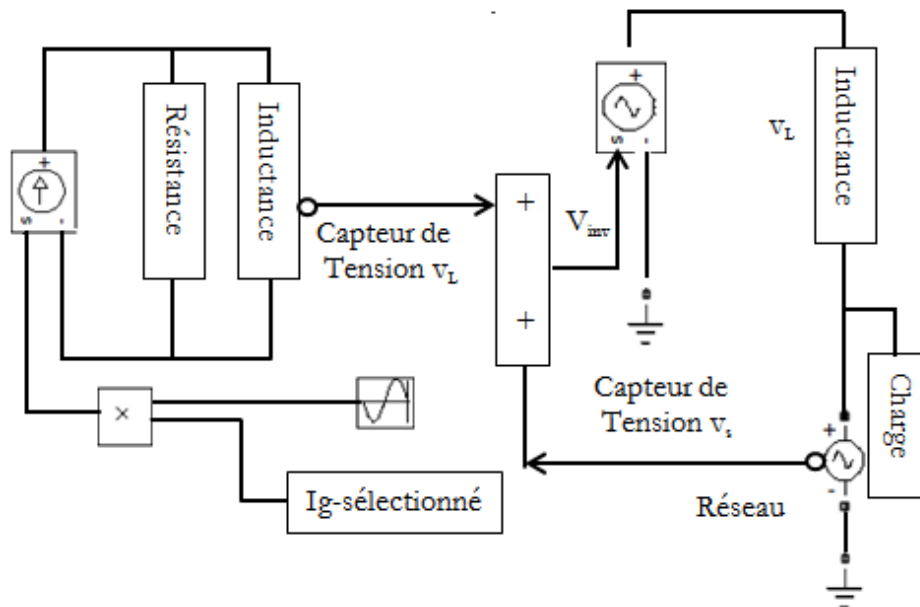 Résistance
Inductance
+
s
-
Capteur de
Tension vL
+
+
Vinv
+
s
-
vL
Inductance
Capteur de
Tension vs
Charge
+
-
Réseau
×
Ig-sélectionné